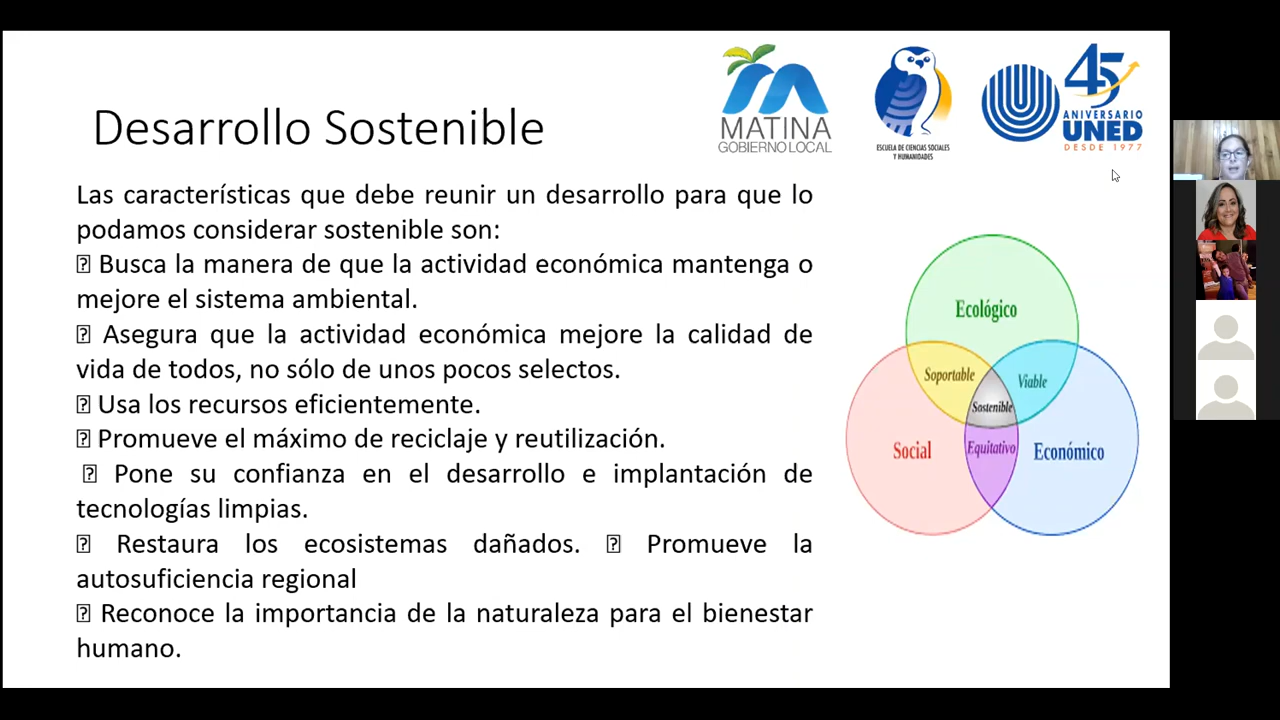 MATINA
GOBIERNO LOCAL
ESCUELA DE CIENCIAS SOCIALES
Y HUMANIDADES
45
ANIVERSARIO
UNED
DESDE 1977
Desarrollo Sostenible
Las características que debe reunir un desarrollo para que lo
podamos considerar sostenible son:
⍰ Busca la manera de que la actividad económica mantenga o
mejore el sistema ambiental.
⍰ Asegura que la actividad económica mejore la calidad de
vida de todos, no sólo de unos pocos selectos.
⍰ Usa los recursos eficientemente.
⍰ Promueve el máximo de reciclaje y reutilización.
⍰ Pone su confianza en el desarrollo e implantación de
tecnologías limpias.
⍰ Restaura los ecosistemas dañados. ⍰ Promueve la
autosuficiencia regional
⍰ Reconoce la importancia de la naturaleza para el bienestar
humano.
Ecológico
Soportable
Viable
Sostenible
Social
Equitativo
Económico